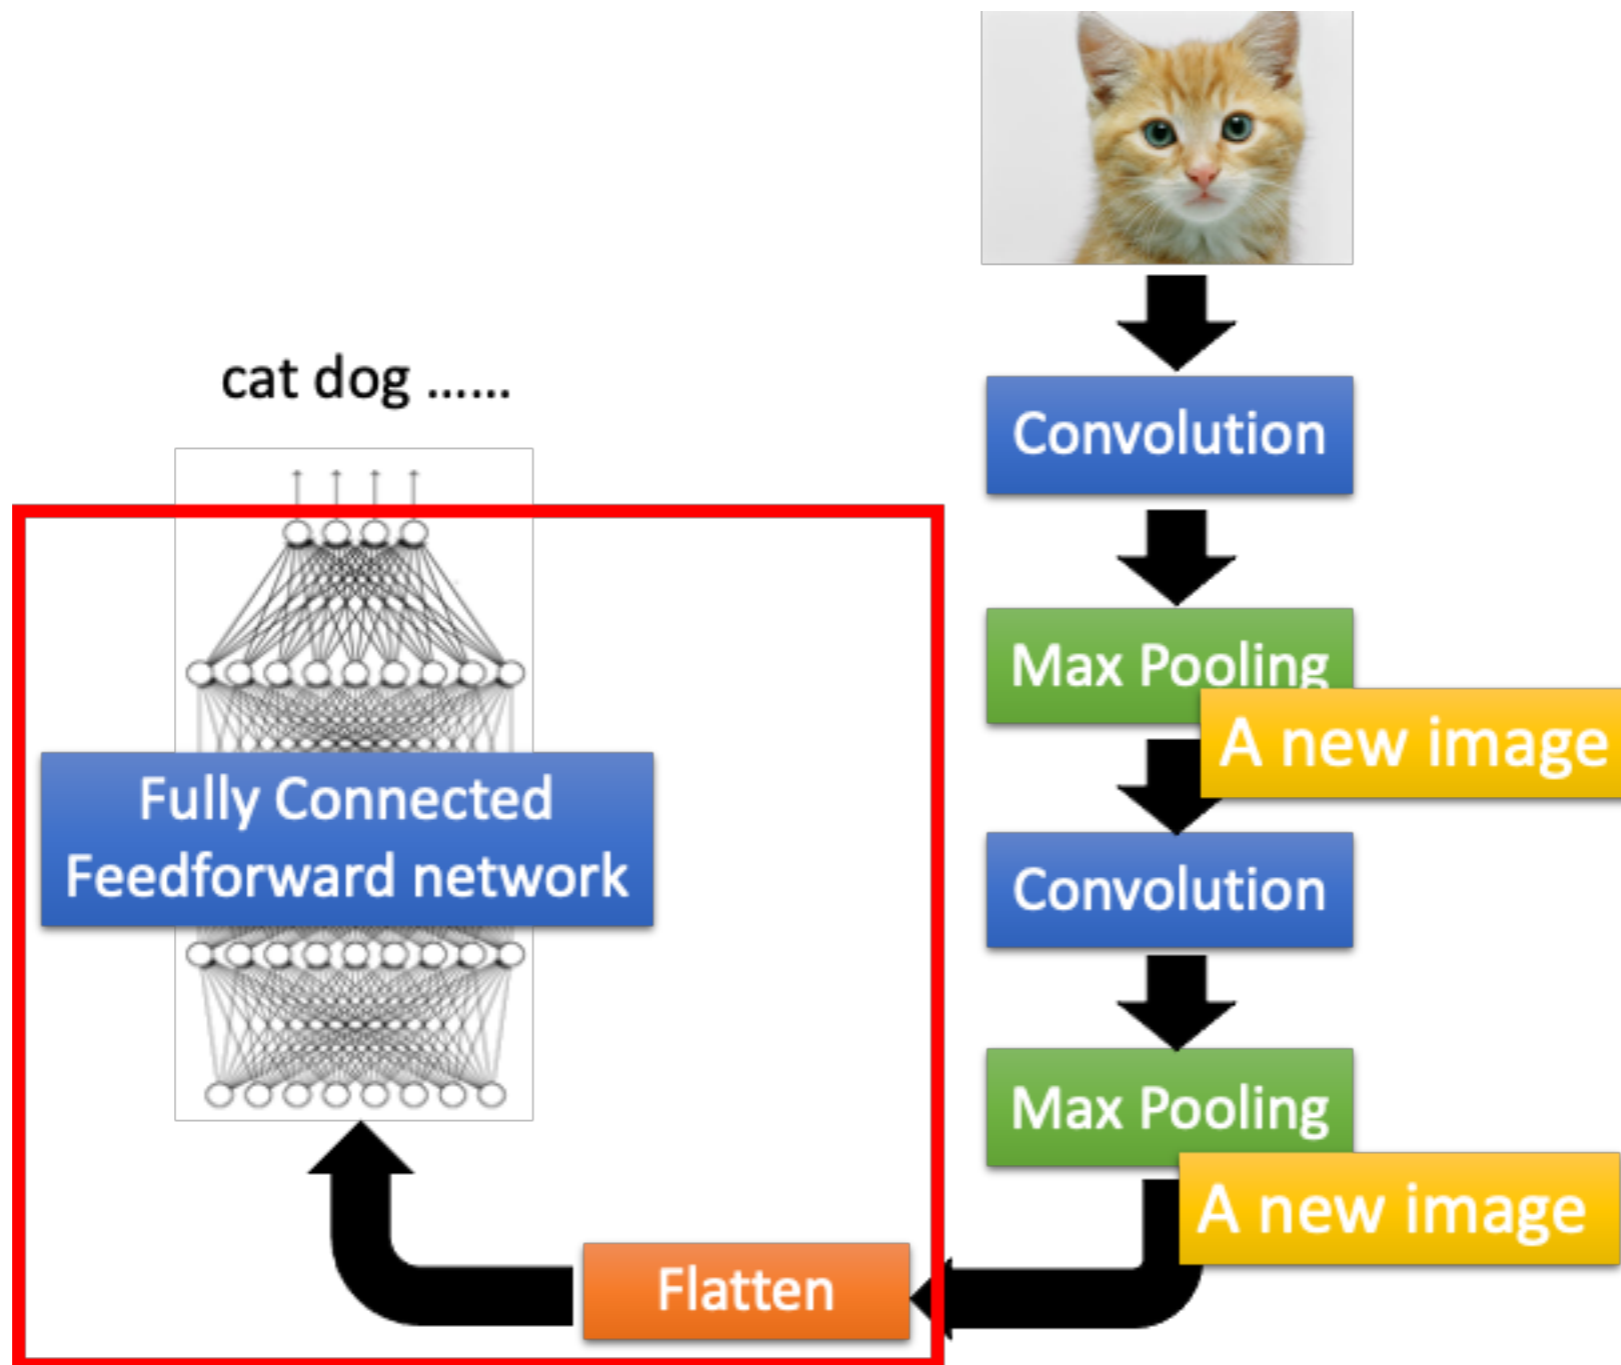 cat dog ......
Convolution
Max Pooling
A new image
Convolution
Max Pooling
A new image
Flatten
Fully Connected
Feedforward network